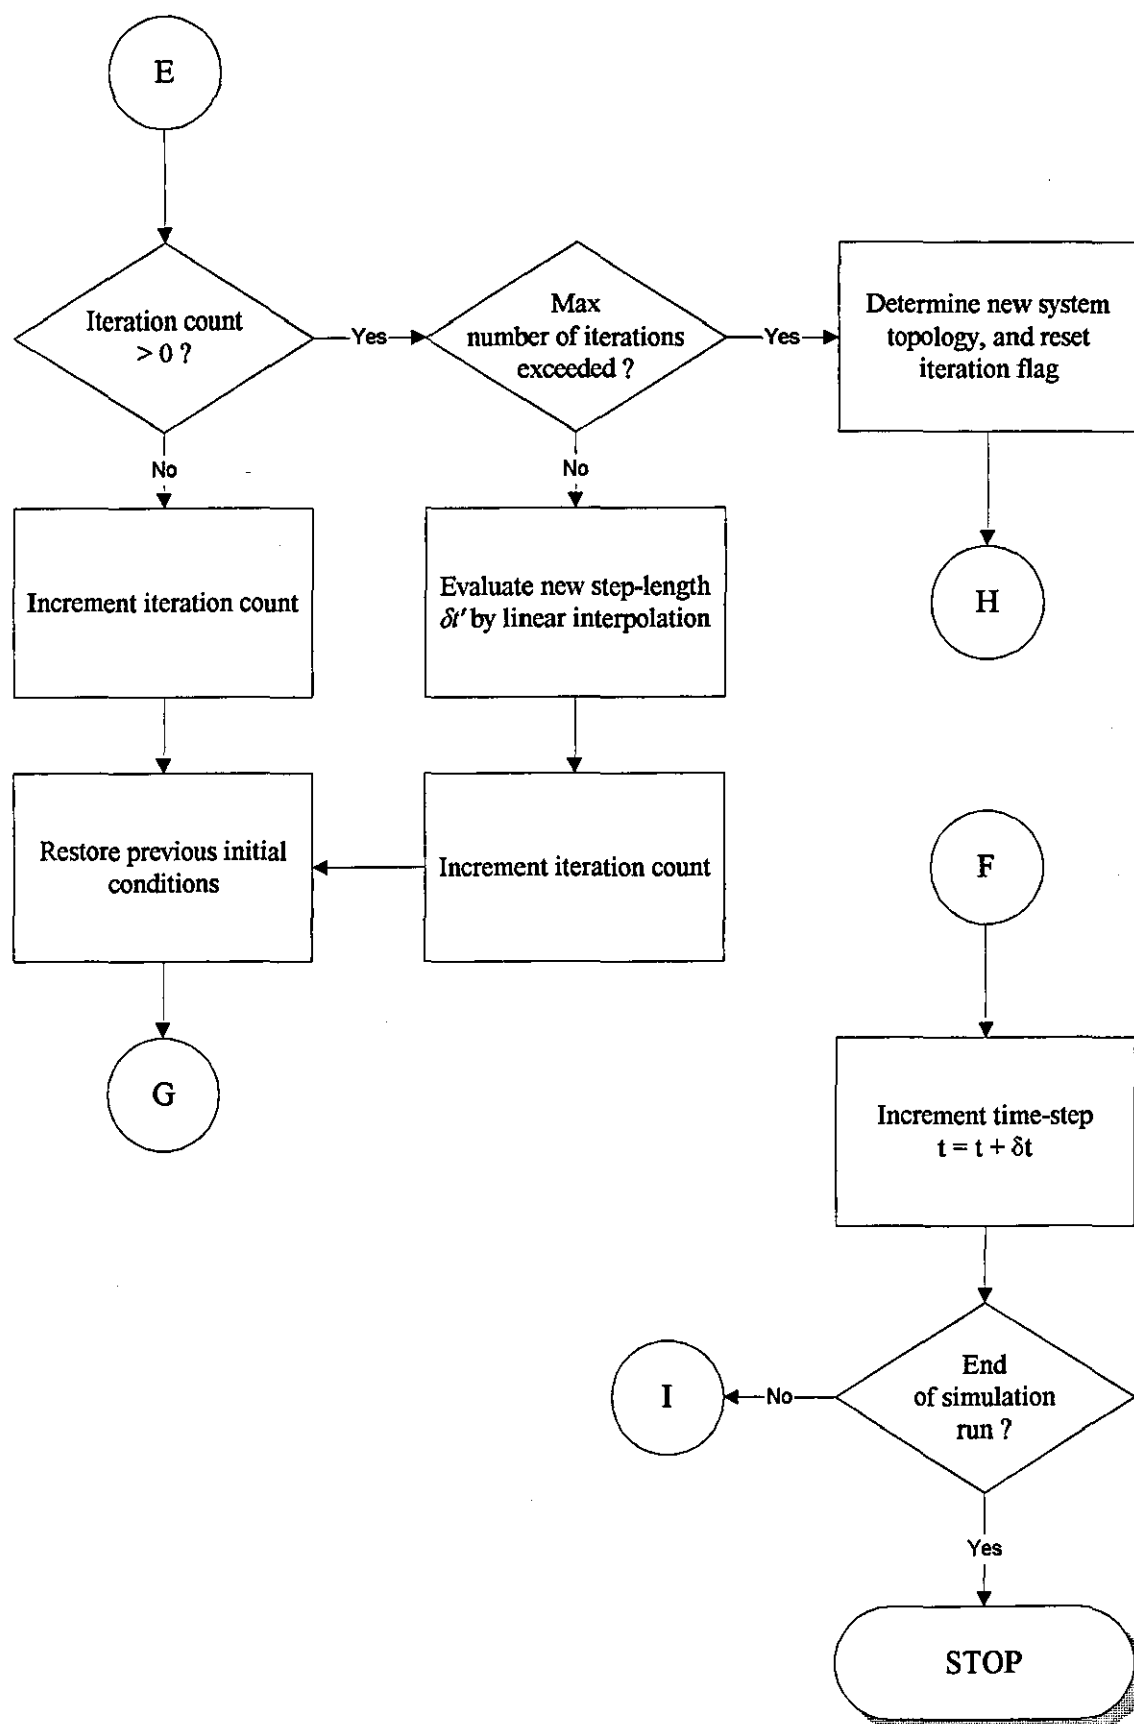 E
Iteration count
> 0 ?
Yes
Max
number of iterations
exceeded ?
Yes
Determine new system
topology, and reset
iteration flag
No
No
Increment iteration count
Evaluate new step-length
δt' by linear interpolation
H
Restore previous initial
conditions
Increment iteration count
F
G
Increment time-step
t = t + δt
I
No
End
of simulation
run ?
Yes
STOP